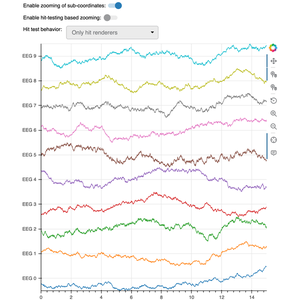 Enable zooming of sub-coordinates:
Enable hit-testing based zooming:
Hit test behavior: Only hit renderers
EEG 9
EEG 8
EEG 7
EEG 6
EEG 5
EEG 4
EEG 3
EEG 2
EEG 1
EEG 0
0 2 4 6 8 10 12 14